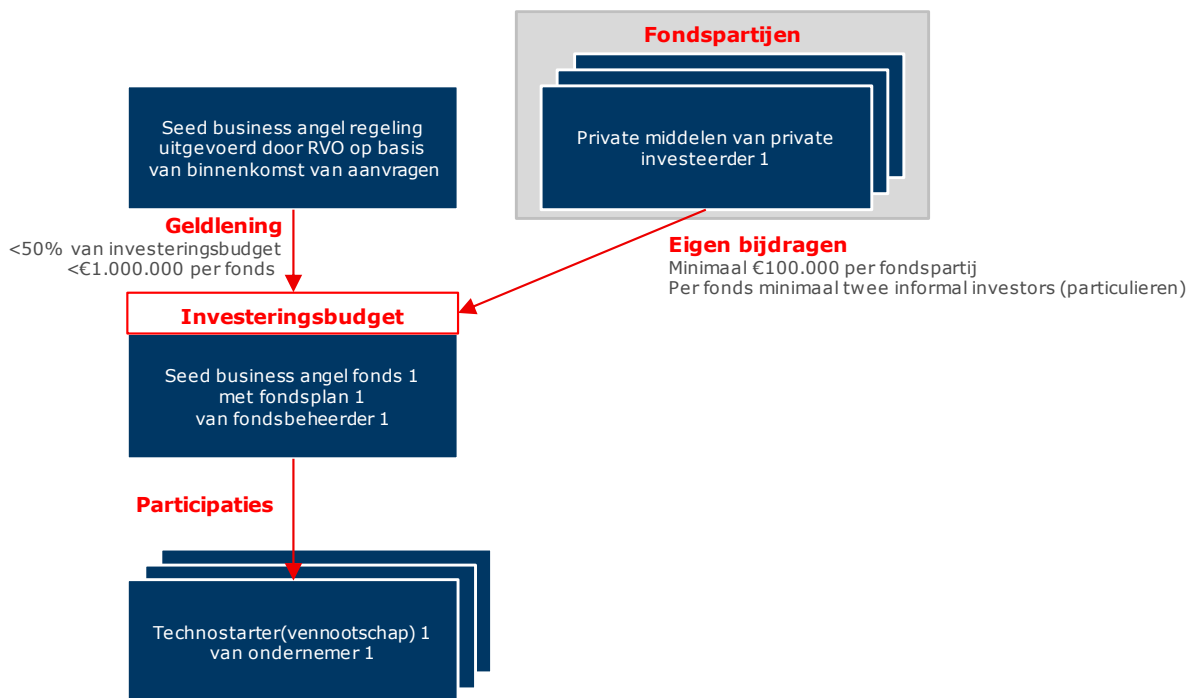 Fondspartijen
Seed business angel regeling
uitgevoerd door RVO op basis
van binnenkomst van aanvragen
Private middelen van private
investeerder 1
Geldlening
<50% van investeringsbudget
<€1.000.000 per fonds
Eigen bijdragen
Minimaal €100.000 per fondspartij
Per fonds minimaal twee informal investors (particulieren)
Investeringsbudget
Seed business angel fonds 1
met fondsplan 1
van fondsbeheerder 1
Participaties
Technostarter(vennootschap) 1
van ondernemer 1